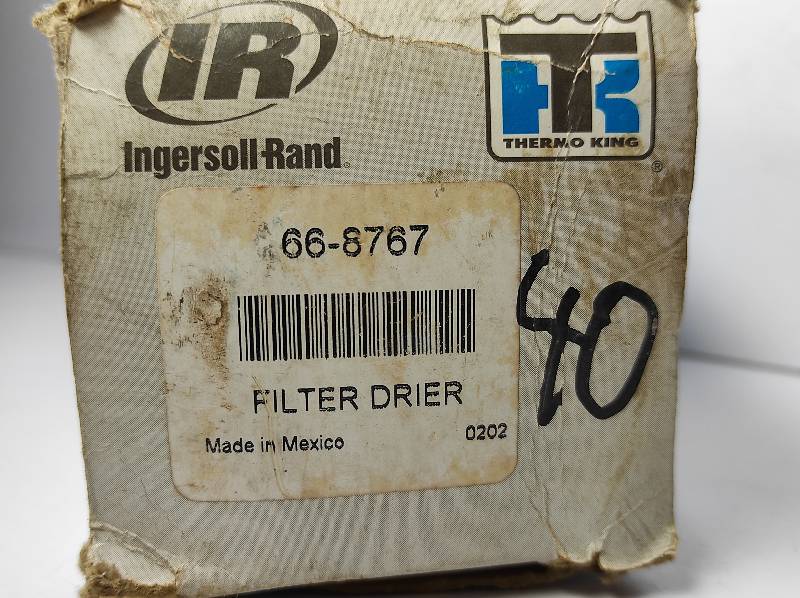 IR
Ingersoll-Rand
TK
THERMO KING
®
66-8767
40
FILTER DRIER
Made in Mexico
0202